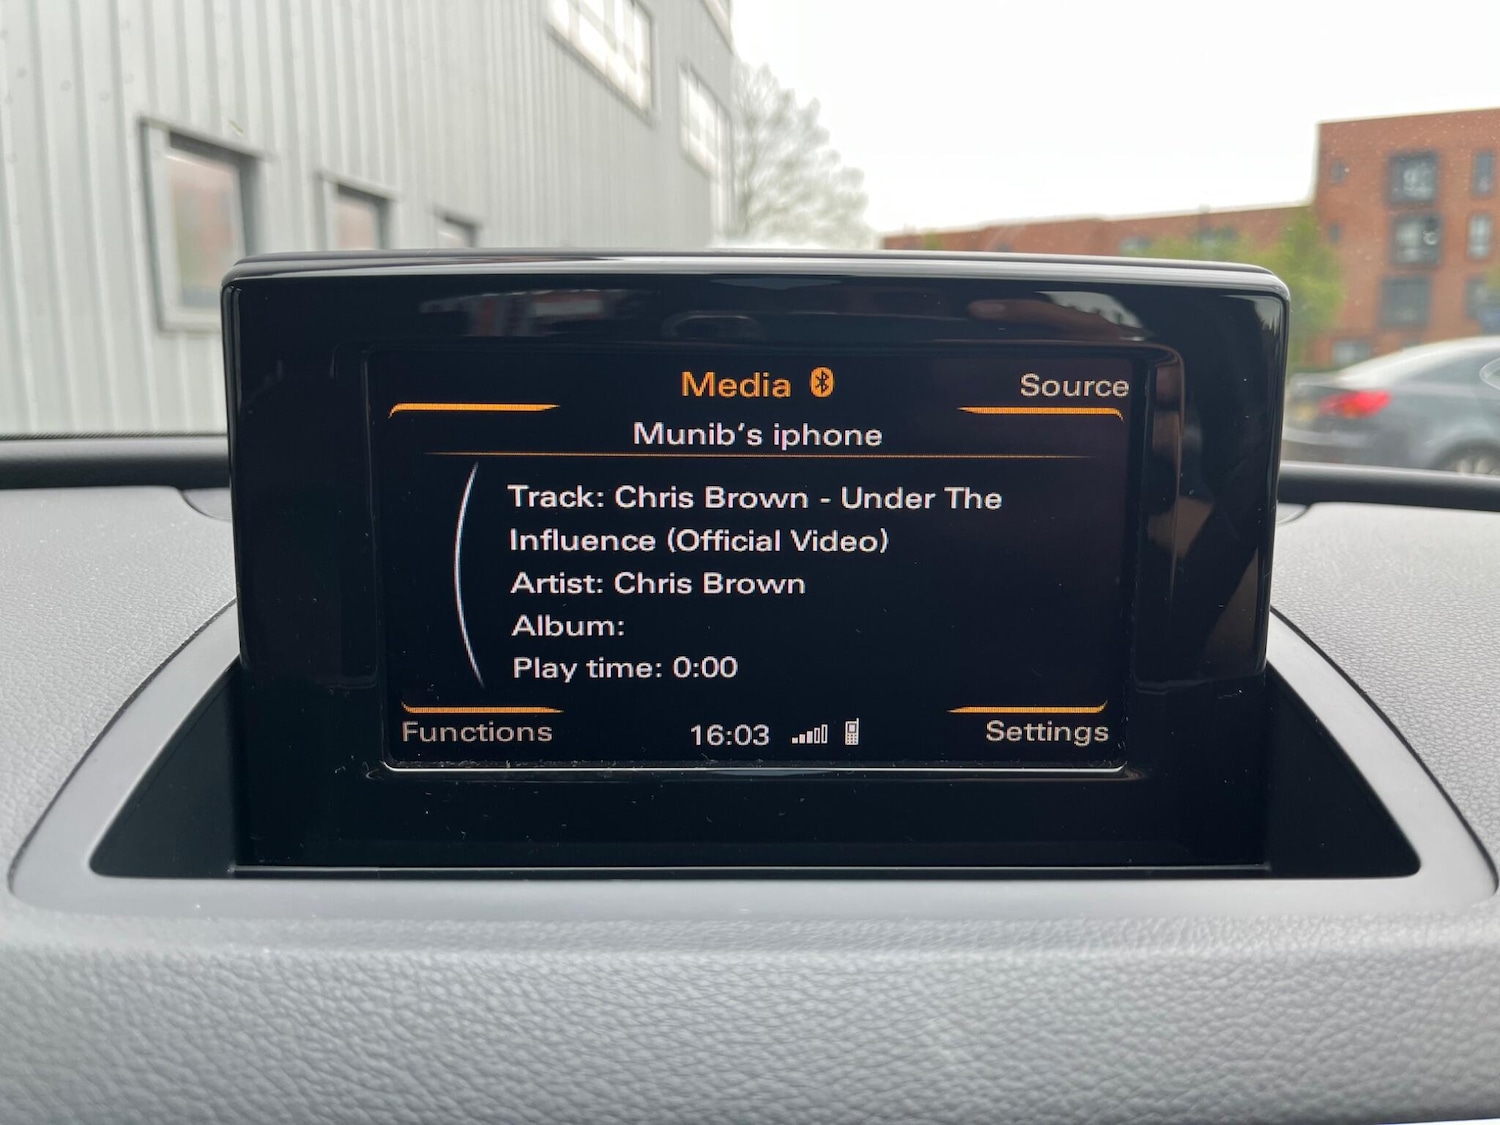 Media
Source
Munib's iphone
Track: Chris Brown - Under The
Influence (Official Video)
Artist: Chris Brown
Album:
Play time: 0:00
Functions
16:03
Settings